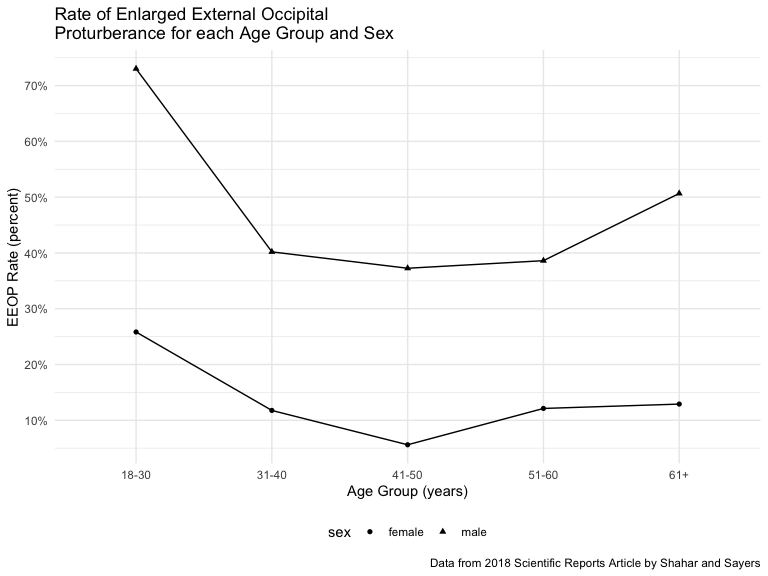 Rate of Enlarged External Occipital
Proturberance for each Age Group and Sex
EEOP Rate (percent)
70%
60%
50%
40%
30%
20%
10%
18-30 31-40 41-50 51-60 61+
Age Group (years)
sex female male
Data from 2018 Scientific Reports Article by Shahar and Sayers